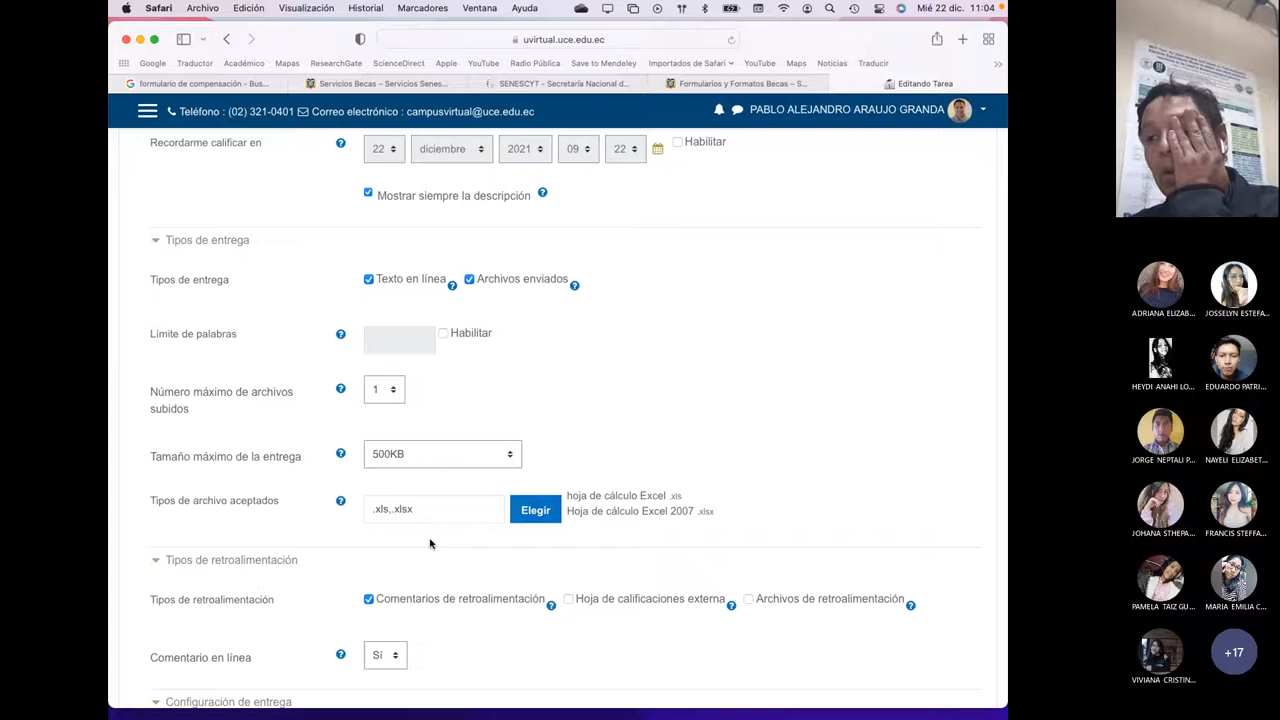 Safari Archivo Edición Visualización Historial Marcadores Ventana Ayuda Mié 22 dic. 11:04
uvirtual.uce.edu.ec
Google Traductor Académico Mapas ResearchGate ScienceDirect Apple YouTube Radio Pública Save to Mendeley Importados de Safari YouTube Maps Noticias Traducir
formulario de compensación - Bus... Servicios Becas – Servicios Senes... SENESCYT – Secretaría Nacional d... Formularios y Formatos Becas – S... Editando Tarea
Teléfono : (02) 321-0401 Correo electrónico : campusvirtual@uce.edu.ec PABLO ALEJANDRO ARAUJO GRANDA
Recordarme calificar en 22 diciembre 2021 09 22 Habilitar
Mostrar siempre la descripción
Tipos de entrega
Tipos de entrega Texto en línea Archivos enviados
Límite de palabras Habilitar
Número máximo de archivos subidos 1
Tamaño máximo de la entrega 500KB
Tipos de archivo aceptados .xls,.xlsx Elegir hoja de cálculo Excel .xls
Hoja de cálculo Excel 2007 .xlsx
Tipos de retroalimentación
Tipos de retroalimentación Comentarios de retroalimentación Hoja de calificaciones externa Archivos de retroalimentación
Comentario en línea Sí
Configuración de entrega
ADRIANA ELIZAB... JOSSELYN ESTEFA...
HEYDI ANAHI LO... EDUARDO PATRI...
JORGE NEPTALI P... NAYELI ELIZABET...
JOHANA STHEPA... FRANCIS STEFFA...
PAMELA TAIZ GU... MARIA EMILIA C...
VIVIANA CRISTIN... +17